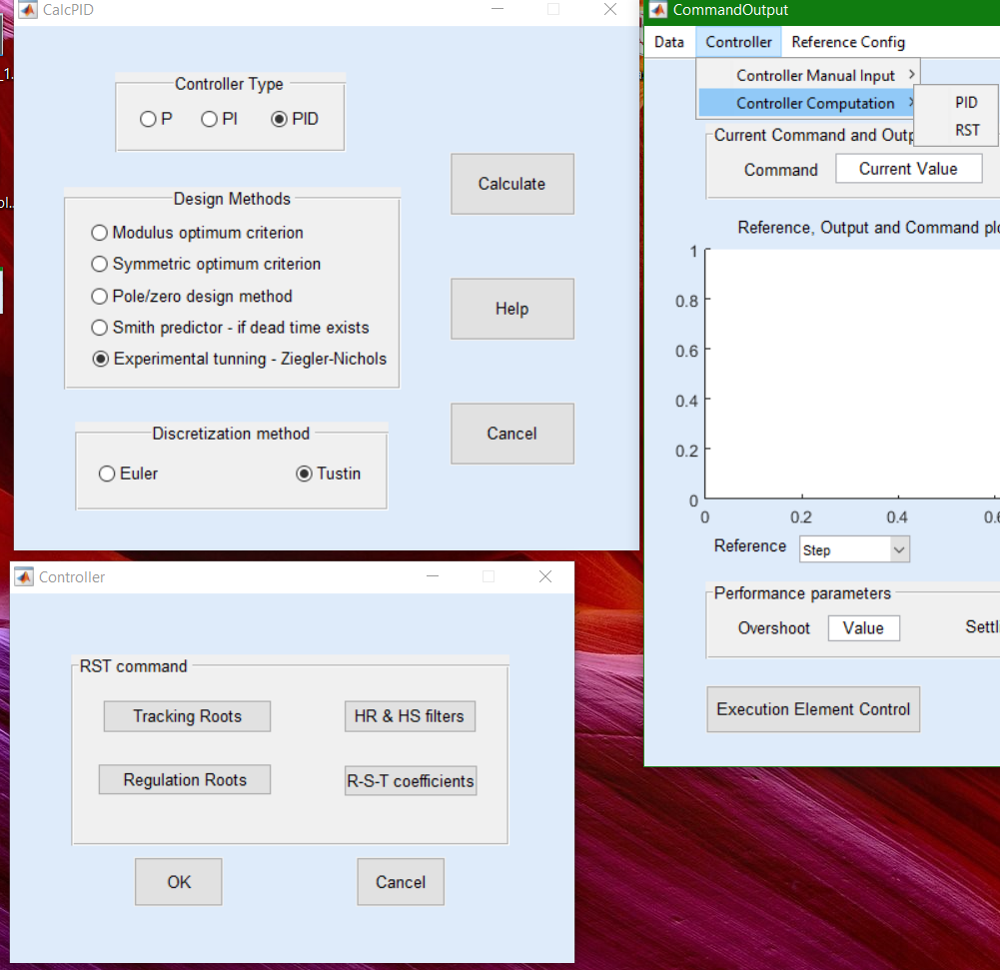 CalcPID
Controller Type
P PI PID
Design Methods
Modulus optimum criterion
Symmetric optimum criterion
Pole/zero design method
Smith predictor - if dead time exists
Experimental tunning - Ziegler-Nichols
Discretization method
Euler Tustin
Calculate
Help
Cancel
Controller
RST command
Tracking Roots HR & HS filters
Regulation Roots R-S-T coefficients
OK Cancel
CommandOutput
Data Controller Reference Config
Controller Manual Input
Controller Computation
PID
RST
Current Command and Outp
Command Current Value
Reference, Output and Command plo
1
0.8
0.6
0.4
0.2
0
0 0.2 0.4 0.6
Reference Step
Performance parameters
Overshoot Value Settli
Execution Element Control
_1.
ol..